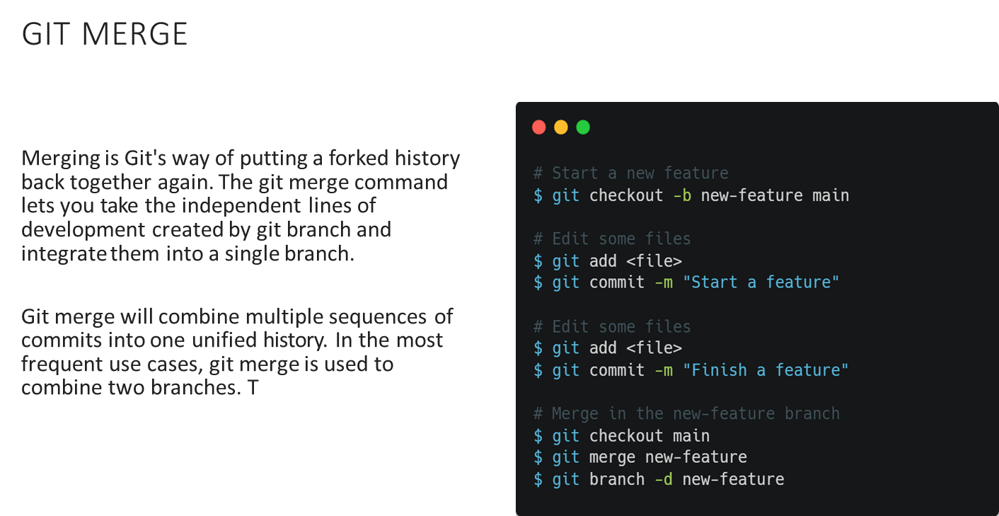 GIT MERGE
Merging is Git's way of putting a forked history
back together again. The git merge command
lets you take the independent lines of
development created by git branch and
integrate them into a single branch.
Git merge will combine multiple sequences of
commits into one unified history. In the most
frequent use cases, git merge is used to
combine two branches. T
# Start a new feature
$ git checkout -b new-feature main
# Edit some files
$ git add <file>
$ git commit -m "Start a feature"
# Edit some files
$ git add <file>
$ git commit -m "Finish a feature"
# Merge in the new-feature branch
$ git checkout main
$ git merge new-feature
$ git branch -d new-feature